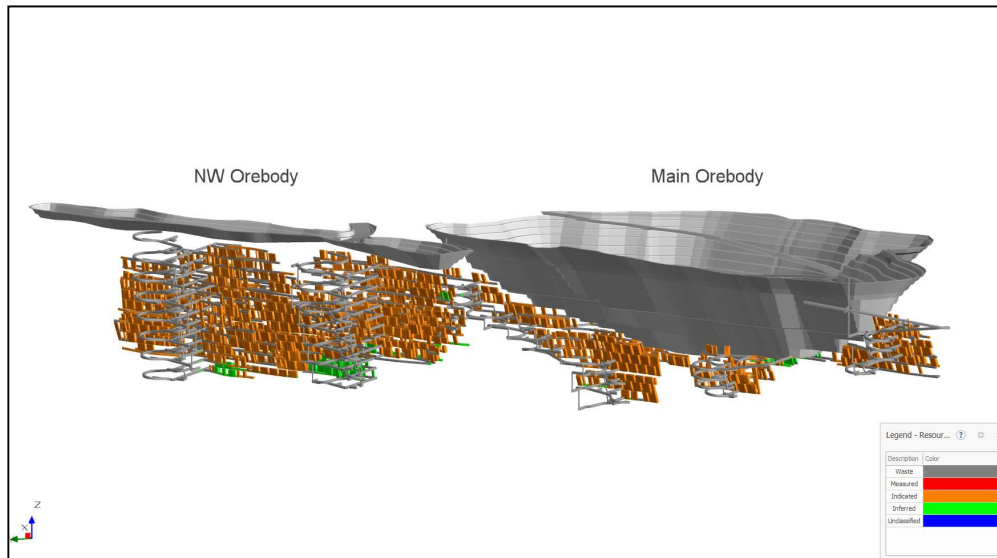 NW Orebody
Main Orebody
Legend - Resour... ?
Description Color
Waste
Measured
Indicated
Inferred
Unclassified
Z
X